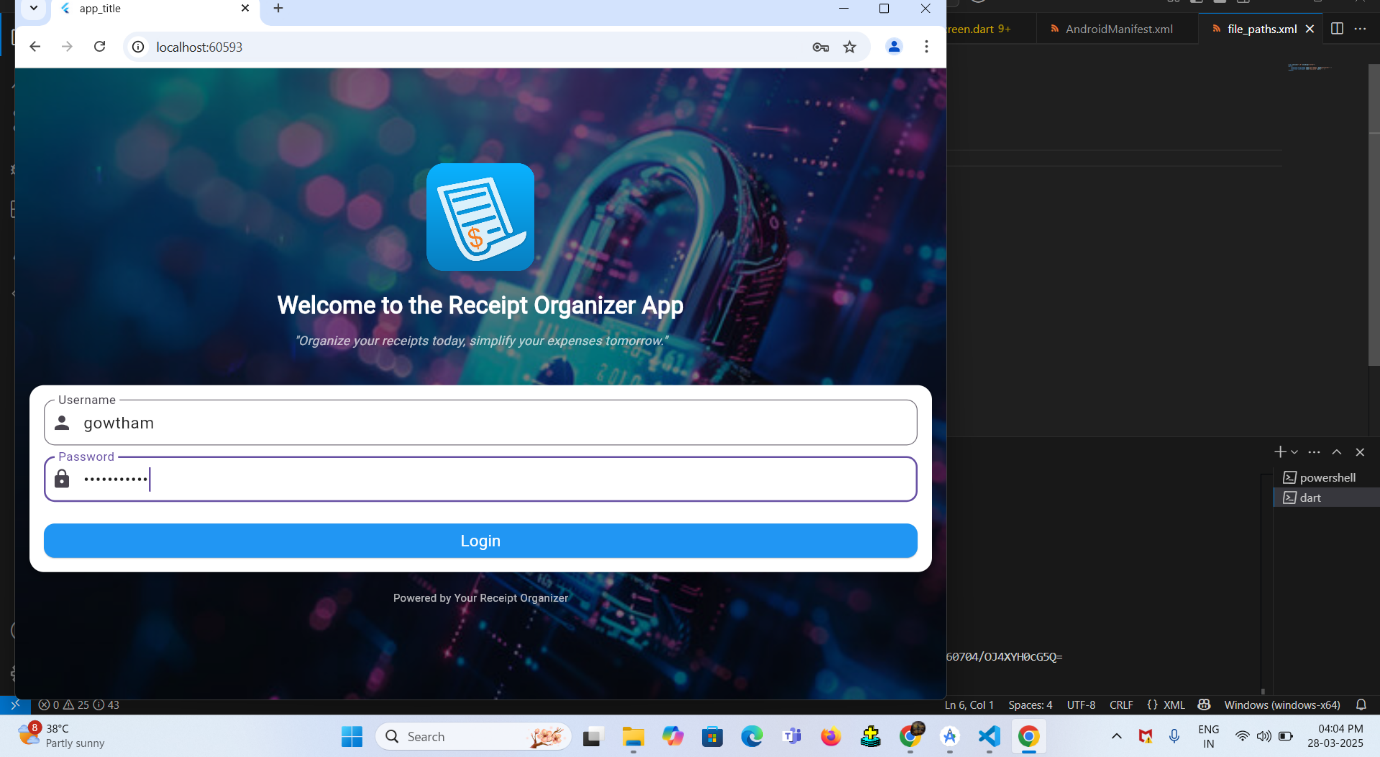 app_title
localhost:60593
reen.dart 9+
AndroidManifest.xml
file_paths.xml
$
Welcome to the Receipt Organizer App
"Organize your receipts today, simplify your expenses tomorrow."
Username
gowtham
Password
•••••••••••
Login
Powered by Your Receipt Organizer
powershell
dart
60704/OJ4XYH0cG5Q=
0 25 43
Ln 6, Col 1 Spaces: 4 UTF-8 CRLF {} XML Windows (windows-x64)
8
38°C
Partly sunny
Search
ENG
IN
04:04 PM
28-03-2025